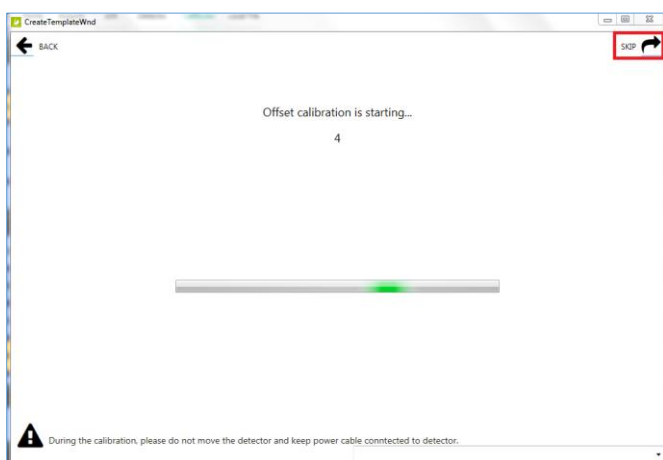 CreateTemplateWnd
BACK
SKIP
Offset calibration is starting...
4
During the calibration, please do not move the detector and keep power cable conntected to detector.